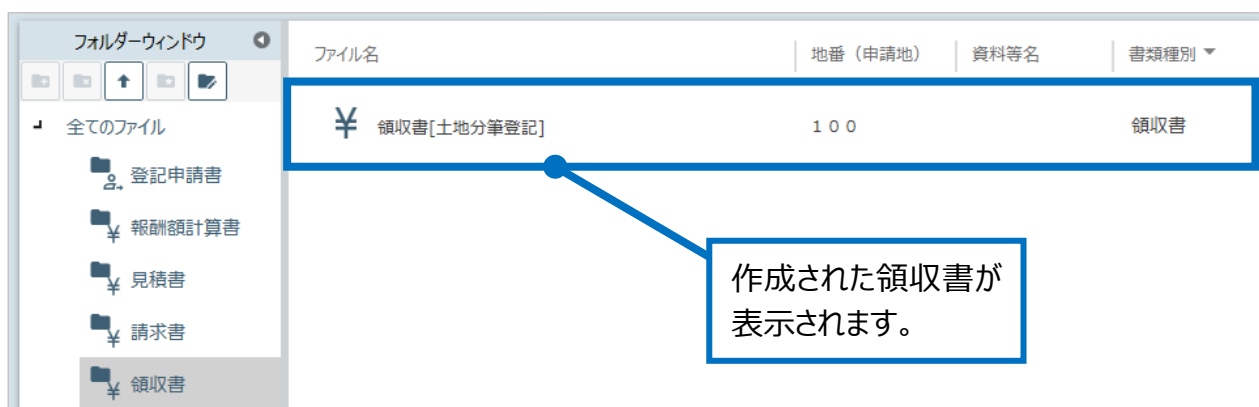 フォルダーウィンドウ
ファイル名
地番（申請地）
資料等名
書類種別
全てのファイル
¥ 領収書[土地分筆登記]
１００
領収書
登記申請書
¥ 報酬額計算書
¥ 見積書
¥ 請求書
¥ 領収書
作成された領収書が
表示されます。